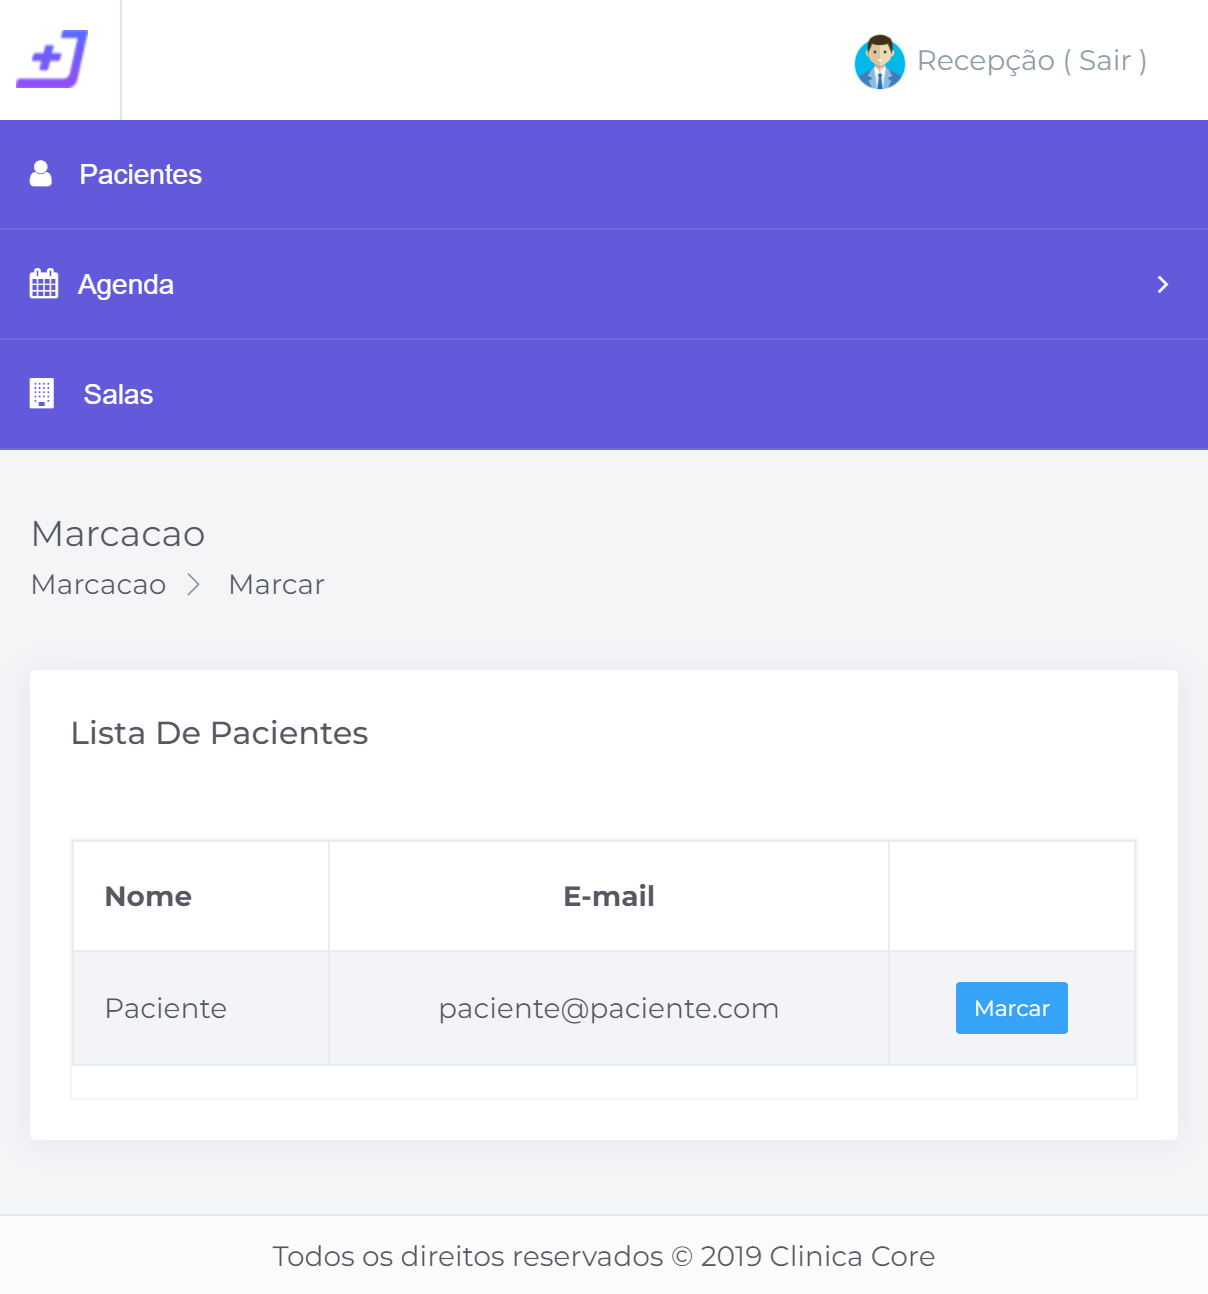 Recepção ( Sair )
Pacientes
Agenda
Salas
Marcacao
Marcacao Marcar
Lista De Pacientes
Nome E-mail
Paciente paciente@paciente.com Marcar
Todos os direitos reservados © 2019 Clinica Core